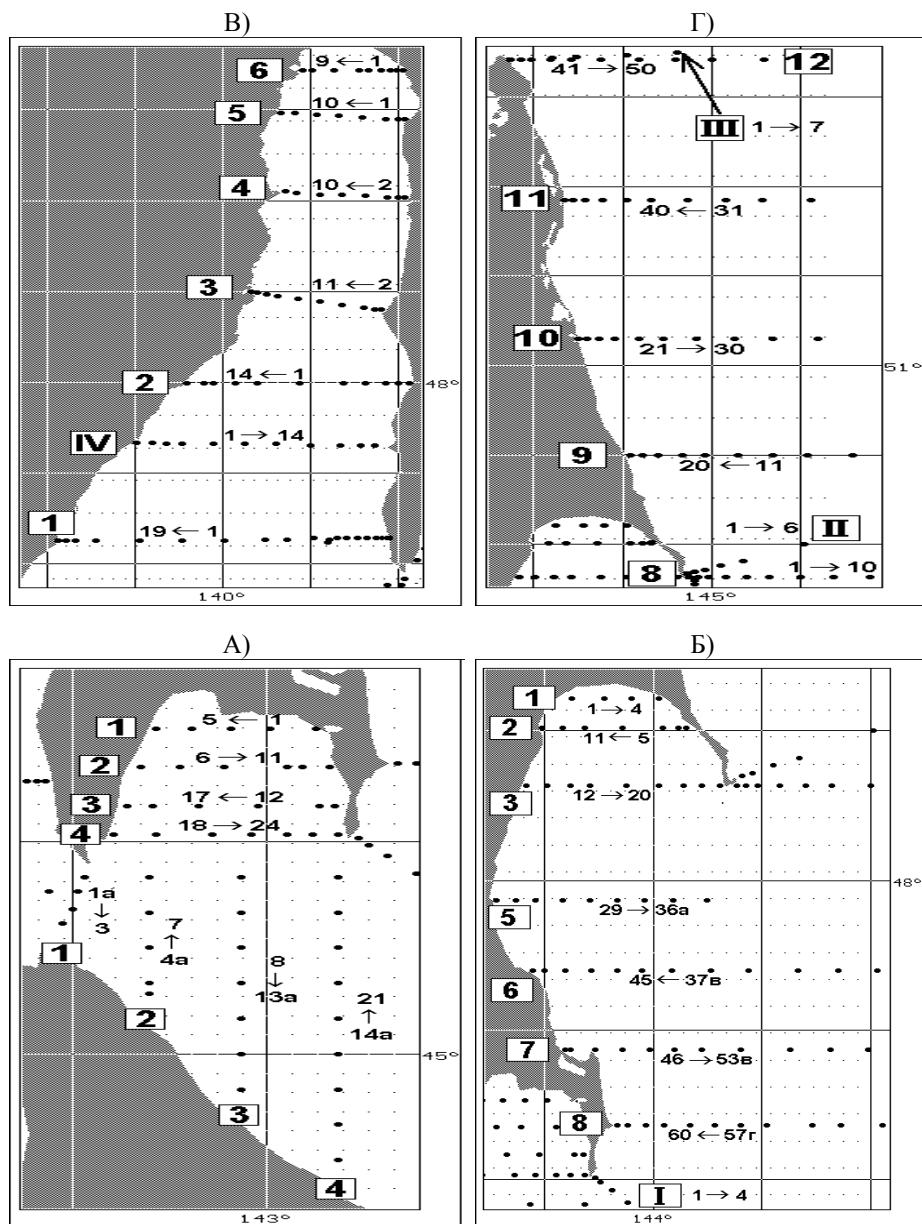 В) Г)
6 9 ← 1
5 10 ← 1
4 10 ← 2
3 11 ← 2
2 14 ← 1
48°
IV 1 → 14
1 19 ← 1
140°
41 → 50 12
III 1 → 7
11 40 ← 31
10 21 → 30
51°
9 20 ← 11
1 → 6 II
8 1 → 10
145°
А) Б)
1 5 ← 1
2 6 → 11
3 17 ← 12
4 18 → 24
1а → 3
1
7 ← 4а
2
8 → 13а
21 ← 14а
45°
3
4
143°
1 1 → 4
2 11 ← 5
3 12 → 20
48°
5 29 → 36а
6 45 ← 37в
7 46 → 53в
8 60 ← 57г
I 1 → 4
144°